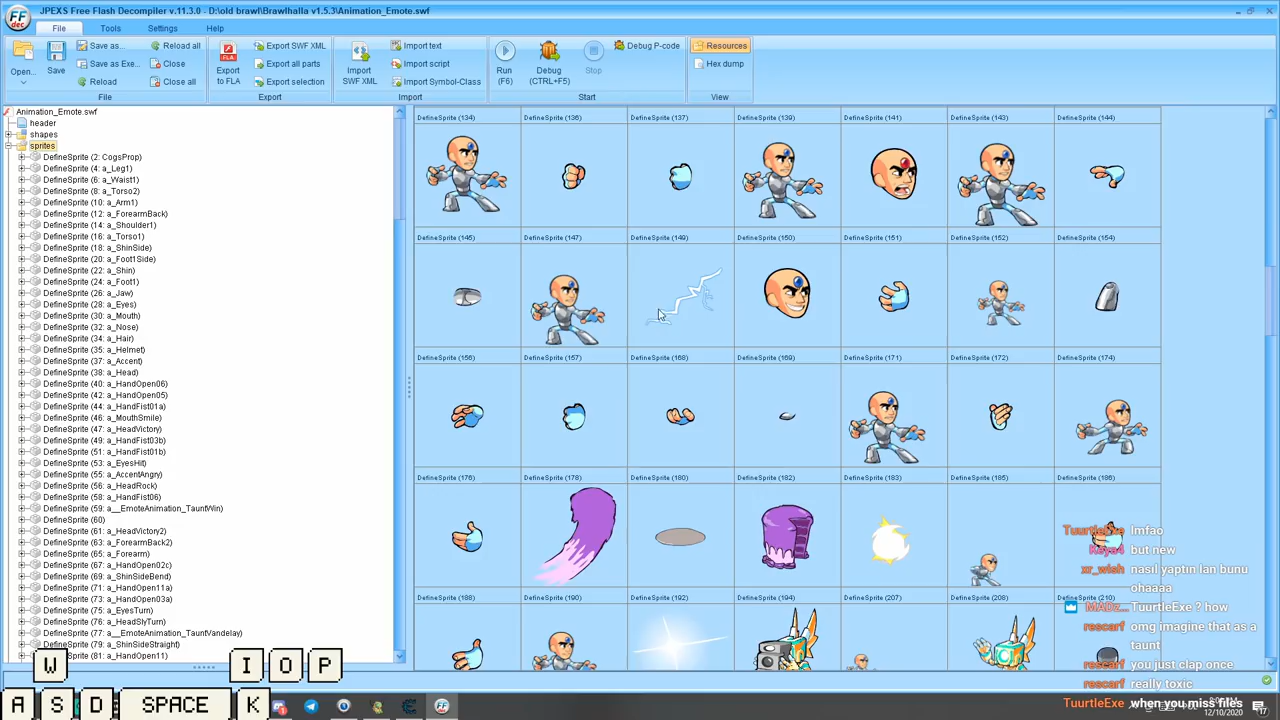 JPEXS Free Flash Decompiler v.11.3.0 - D:\old brawl\Brawlhalla v1.5.3\Animation_Emote.swf
FF dec
File Tools Settings Help
Open... Save Save as... Save as Exe... Reload Reload all Close Close all
File
Export to FLA Export SWF XML Export all parts Export selection
Export
Import SWF XML Import text Import script Import Symbol-Class
Import
Run (F6) Debug (CTRL+F5) Stop Debug P-code
Start
Resources Hex dump
View
Animation_Emote.swf
header
shapes
sprites
DefineSprite (2: CogsProp)
DefineSprite (4: a_Leg1)
DefineSprite (6: a_Waist1)
DefineSprite (8: a_Torso2)
DefineSprite (10: a_Arm1)
DefineSprite (12: a_ForearmBack)
DefineSprite (14: a_Shoulder1)
DefineSprite (16: a_Torso1)
DefineSprite (18: a_ShinSide)
DefineSprite (20: a_Foot1Side)
DefineSprite (22: a_Shin)
DefineSprite (24: a_Foot1)
DefineSprite (26: a_Jaw)
DefineSprite (28: a_Eyes)
DefineSprite (30: a_Mouth)
DefineSprite (32: a_Nose)
DefineSprite (34: a_Hair)
DefineSprite (35: a_Helmet)
DefineSprite (37: a_Accent)
DefineSprite (38: a_Head)
DefineSprite (40: a_HandOpen06)
DefineSprite (42: a_HandOpen05)
DefineSprite (44: a_HandFist01a)
DefineSprite (46: a_MouthSmile)
DefineSprite (47: a_HeadVictory)
DefineSprite (49: a_HandFist03b)
DefineSprite (51: a_HandFist01b)
DefineSprite (53: a_EyesHit)
DefineSprite (55: a_AccentAngry)
DefineSprite (56: a_HeadRock)
DefineSprite (58: a_HandFist06)
DefineSprite (59: a__EmoteAnimation_TauntWin)
DefineSprite (60)
DefineSprite (61: a_HeadVictory2)
DefineSprite (63: a_ForearmBack2)
DefineSprite (65: a_Forearm)
DefineSprite (67: a_HandOpen02c)
DefineSprite (69: a_ShinSideBend)
DefineSprite (71: a_HandOpen11a)
DefineSprite (73: a_HandOpen03a)
DefineSprite (75: a_EyesTurn)
DefineSprite (76: a_HeadSlyTurn)
DefineSprite (77: a__EmoteAnimation_TauntVandelay)
DefineSprite (79: a_ShinSideStraight)
DefineSprite (81: a_HandOpen11)
DefineSprite (134) DefineSprite (136) DefineSprite (137) DefineSprite (139) DefineSprite (141) DefineSprite (143) DefineSprite (144)
DefineSprite (145) DefineSprite (147) DefineSprite (149) DefineSprite (150) DefineSprite (151) DefineSprite (152) DefineSprite (154)
DefineSprite (156) DefineSprite (157) DefineSprite (168) DefineSprite (169) DefineSprite (171) DefineSprite (172) DefineSprite (174)
DefineSprite (176) DefineSprite (178) DefineSprite (180) DefineSprite (182) DefineSprite (183) DefineSprite (185) DefineSprite (186)
DefineSprite (188) DefineSprite (190) DefineSprite (192) DefineSprite (194) DefineSprite (207) DefineSprite (208) DefineSprite (210)
TuurtleExe lmfao
but new
xr_wish nasıl yaptın lan bunu
ohaaaa
MADz... TuurtleExe ? how
rescarf omg imagine that as a
taunt
rescarf you just clap once
rescarf really toxic
TuurtleExe when you miss files
W I O P
A S D SPACE K
12/10/2020
17